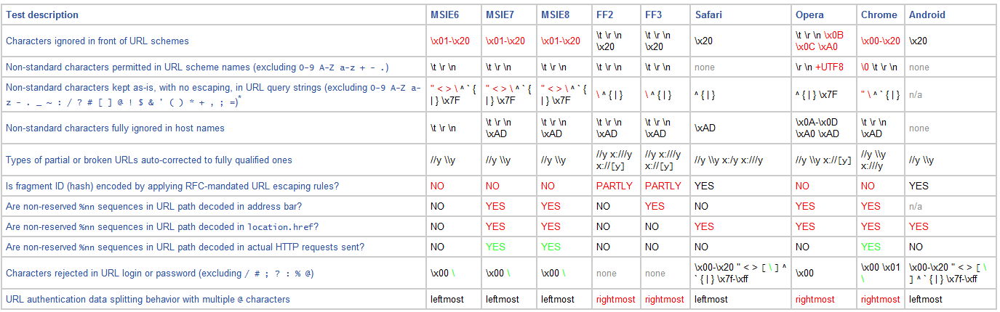 Test description MSIE6 MSIE7 MSIE8 FF2 FF3 Safari Opera Chrome Android
Characters ignored in front of URL schemes \x01-\x20 \x01-\x20 \x01-\x20 \t \r \n \x20 \t \r \n \x20 \x20 \t \r \n \x0B \x0C \xA0 \x00-\x20 \x20
Non-standard characters permitted in URL scheme names (excluding 0-9 A-Z a-z + - .) \t \r \n \t \r \n \t \r \n \t \r \n \t \r \n none \r \n +UTF8 \0 \t \r \n none
Non-standard characters kept as-is, with no escaping, in URL query strings (excluding 0-9 A-Z a-z - . _ ~ : / ? # [ ] @ ! $ & ' ( ) * + , ; =)* " < > \ ^ ` { | } \x7F " < > \ ^ ` { | } \x7F " < > \ ^ ` { | } \x7F \ ^ { | } \ ^ { | } ^ { | } ^ { | } \x7F " \ ^ ` { | } n/a
Non-standard characters fully ignored in host names \t \r \n \t \r \n \xAD \t \r \n \xAD \t \r \n \xAD \t \r \n \xAD \xAD \x0A-\x0D \xA0 \xAD \t \r \n \xAD none
Types of partial or broken URLs auto-corrected to fully qualified ones //y \\y //y \\y //y \\y //y x:///y x://[y] //y x:///y x://[y] //y \\y x:/y x:///y //y \\y x://[y] //y \\y x:///y //y \\y
Is fragment ID (hash) encoded by applying RFC-mandated URL escaping rules? NO NO NO PARTLY PARTLY YES NO NO YES
Are non-reserved %nn sequences in URL path decoded in address bar? NO YES YES NO YES NO YES YES n/a
Are non-reserved %nn sequences in URL path decoded in location.href? NO YES YES NO NO YES YES YES YES
Are non-reserved %nn sequences in URL path decoded in actual HTTP requests sent? NO YES YES NO NO NO NO YES NO
Characters rejected in URL login or password (excluding / # ; ? : % @) \x00 \ \x00 \ \x00 \ none none \x00-\x20 " < > [ \ ] ^ ` { | } \x7f-\xff \x00 \x00 \x01 \ \x00-\x20 " < > [ \ ] ^ ` { | } \x7f-\xff
URL authentication data splitting behavior with multiple @ characters leftmost leftmost leftmost rightmost rightmost leftmost rightmost rightmost leftmost